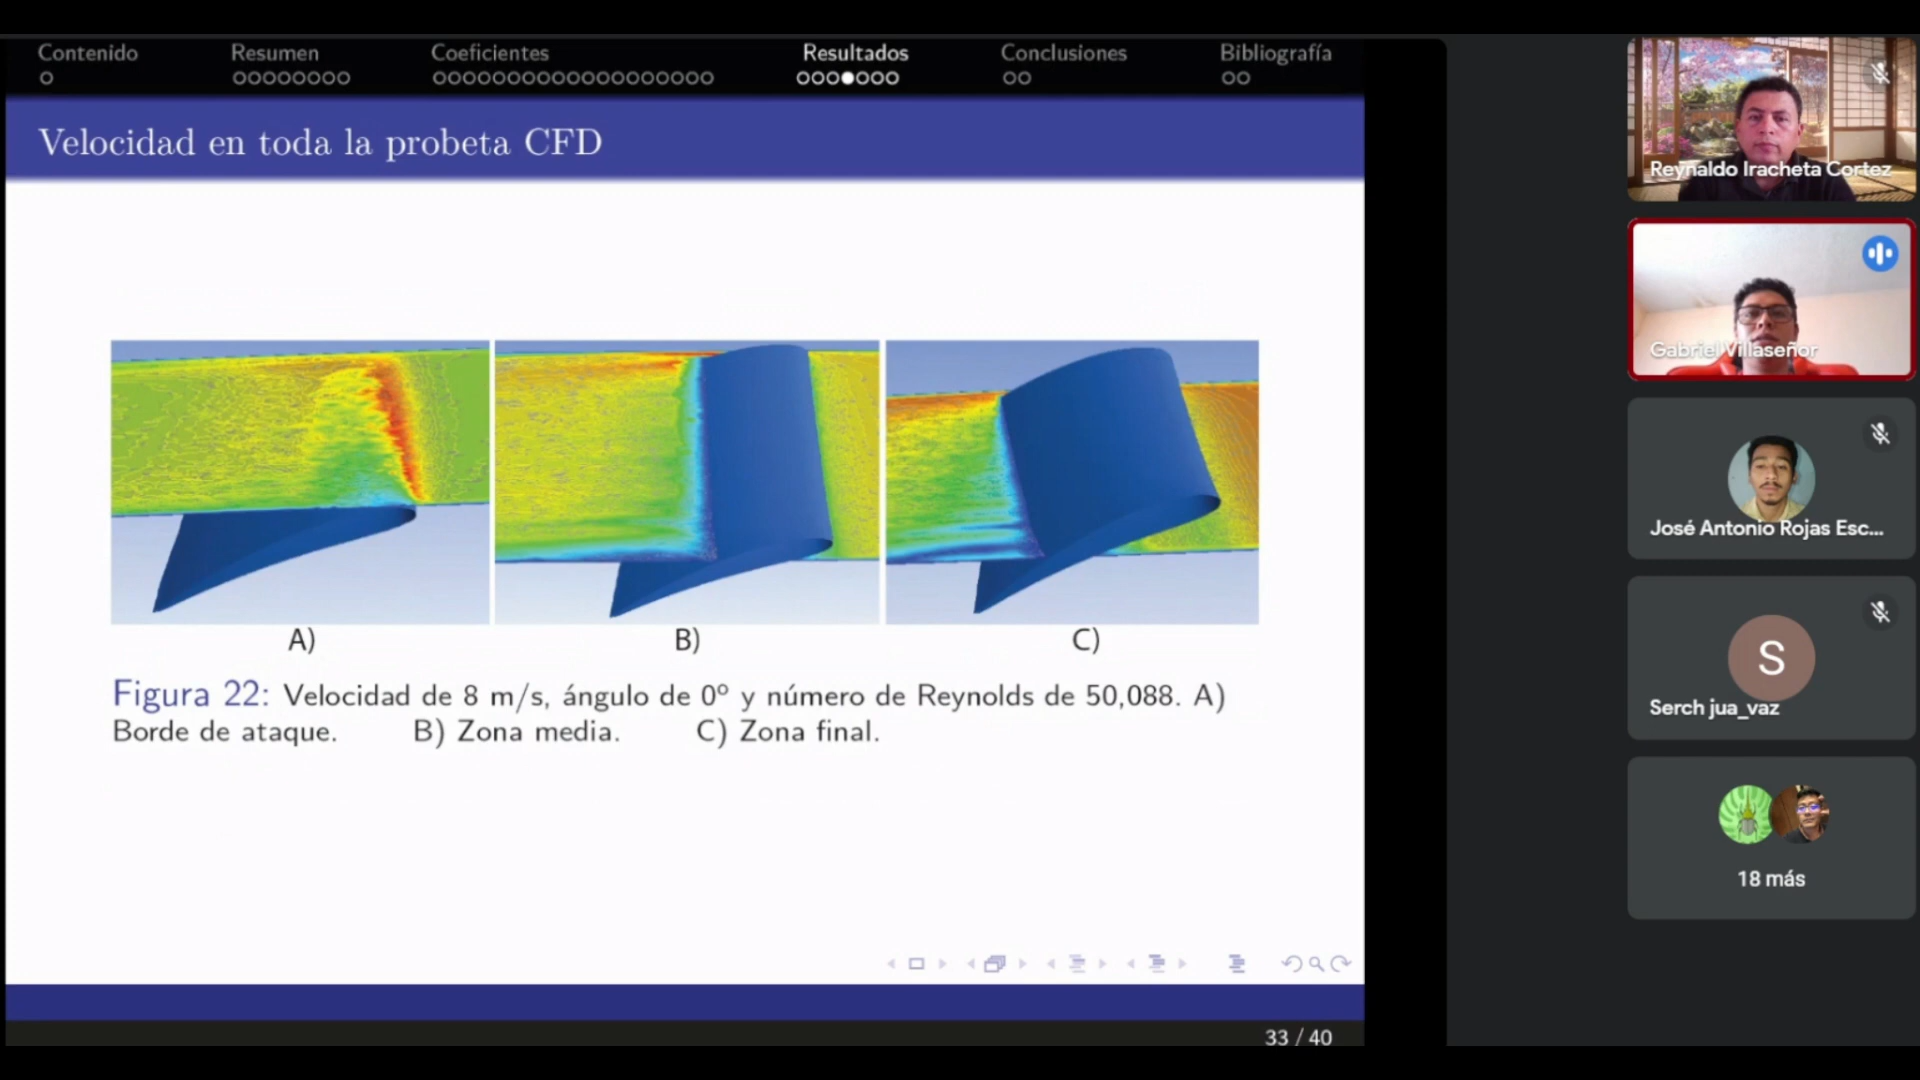 Contenido
Resumen
Coeficientes
Resultados
Conclusiones
Bibliografía
Velocidad en toda la probeta CFD
A)
B)
C)
Figura 22: Velocidad de 8 m/s, ángulo de 0º y número de Reynolds de 50,088. A)
Borde de ataque. B) Zona media. C) Zona final.
33 / 40
Reynaldo Iracheta Cortez
Gabriel Villaseñor
José Antonio Rojas Esc...
S
Serch jua_vaz
18 más